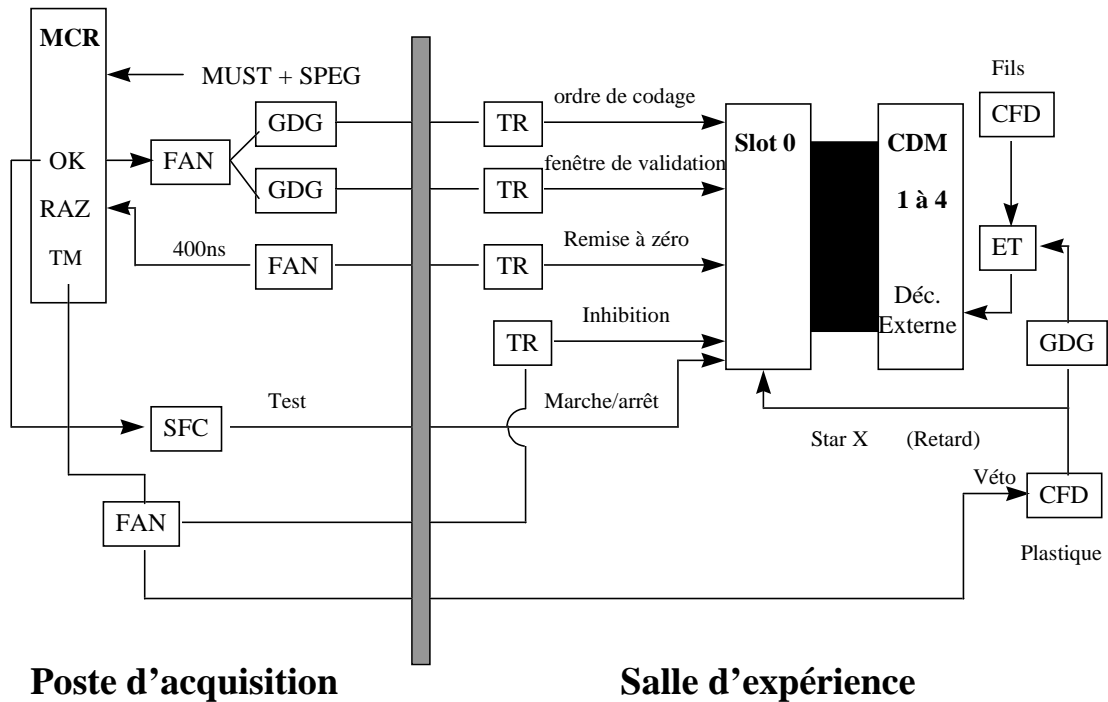 MCR
MUST + SPEG
OK
RAZ
TM
FAN
GDG
GDG
400ns
FAN
Test
SFC
FAN
TR
ordre de codage
TR
fenêtre de validation
TR
Remise à zéro
TR
Inhibition
Marche/arrêt
Slot 0
CDM
1 à 4
Déc.
Externe
Fils
CFD
ET
GDG
Star X (Retard)
Véto
CFD
Plastique
Poste d’acquisition
Salle d’expérience